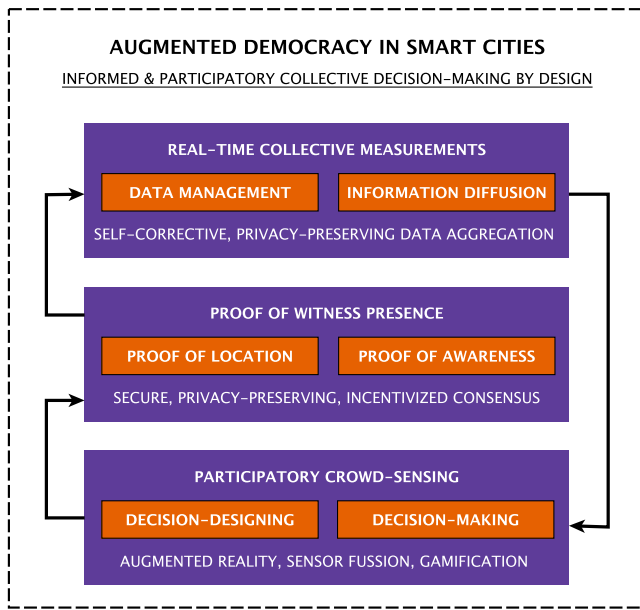 AUGMENTED DEMOCRACY IN SMART CITIES
INFORMED & PARTICIPATORY COLLECTIVE DECISION-MAKING BY DESIGN
REAL-TIME COLLECTIVE MEASUREMENTS
DATA MANAGEMENT
INFORMATION DIFFUSION
SELF-CORRECTIVE, PRIVACY-PRESERVING DATA AGGREGATION
PROOF OF WITNESS PRESENCE
PROOF OF LOCATION
PROOF OF AWARENESS
SECURE, PRIVACY-PRESERVING, INCENTIVIZED CONSENSUS
PARTICIPATORY CROWD-SENSING
DECISION-DESIGNING
DECISION-MAKING
AUGMENTED REALITY, SENSOR FUSSION, GAMIFICATION